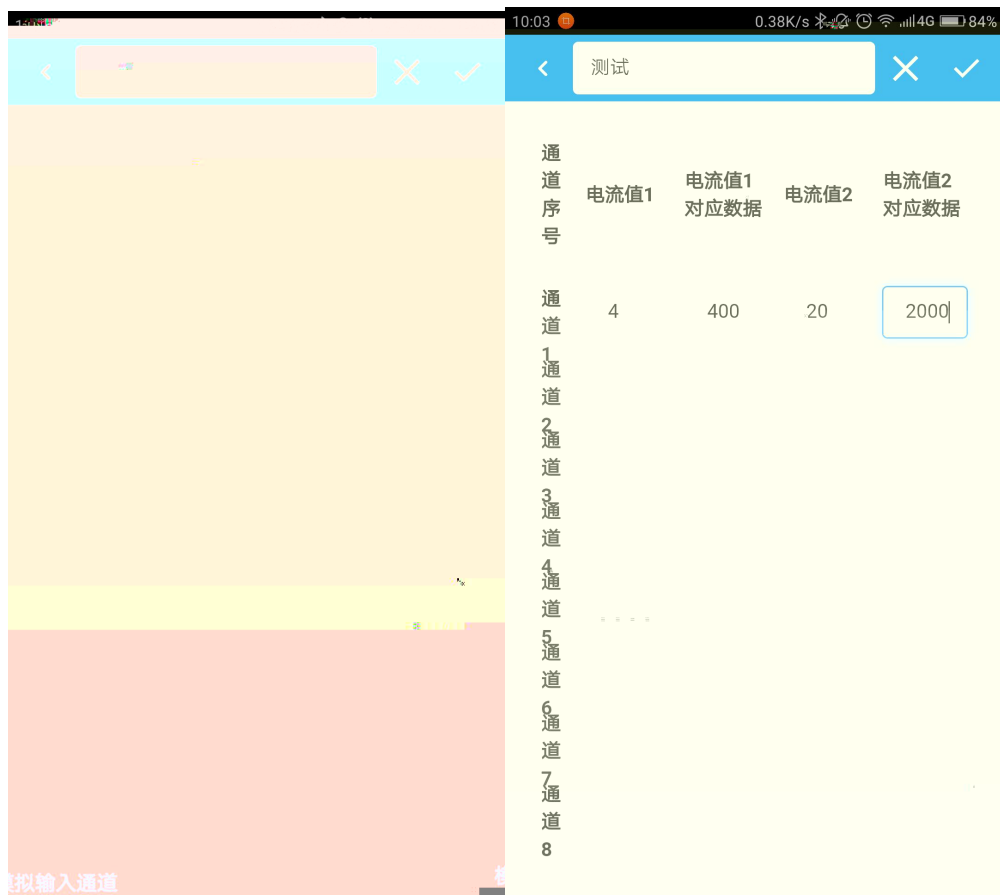 10:03 0.38K/s 4G 84%
测试
通道序号
电流值1
电流值1
对应数据
电流值2
电流值2
对应数据
通道1
4 400 20 2000
通道2
通道3
通道4
通道5
通道6
通道7
通道8
拟输入通道